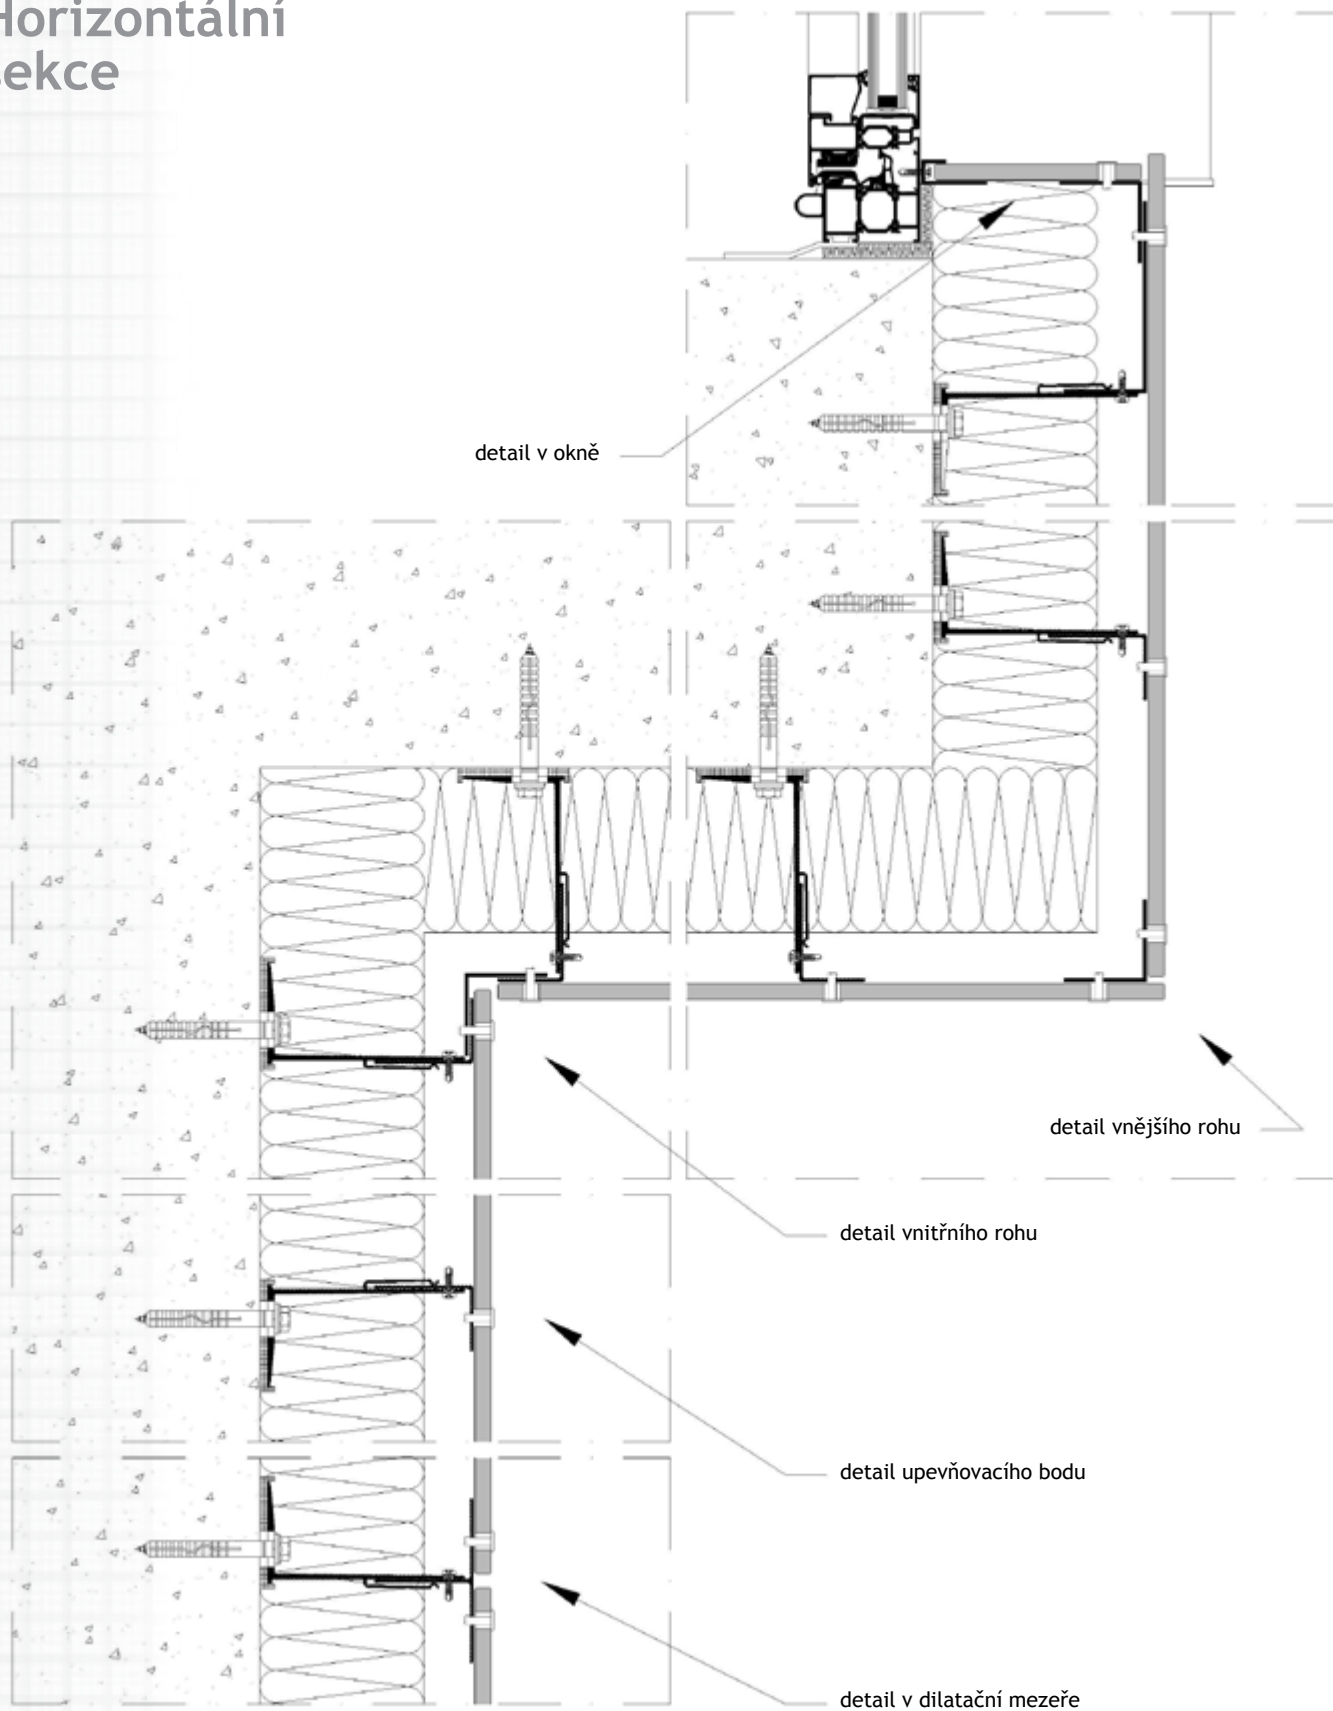 Horizontální
sekce
detail v okně
detail vnějšího rohu
detail vnitřního rohu
detail upevňovacího bodu
detail v dilatační mezeře